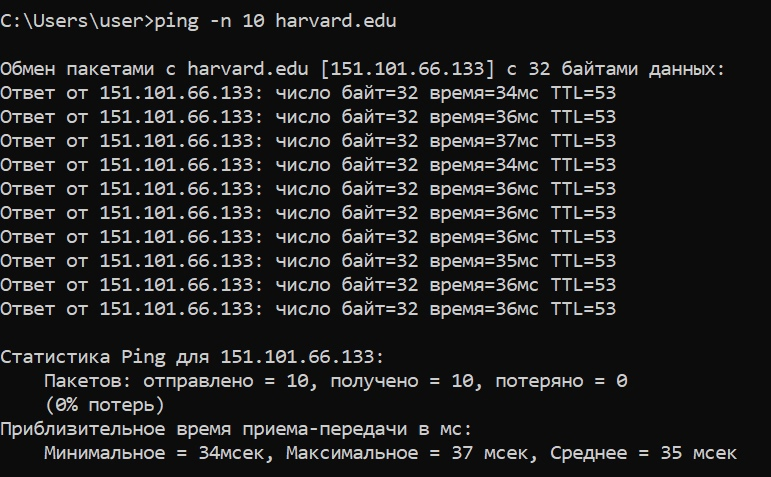 C:\Users\user>ping -n 10 harvard.edu
Обмен пакетами с harvard.edu [151.101.66.133] с 32 байтами данных:
Ответ от 151.101.66.133: число байт=32 время=34мс TTL=53
Ответ от 151.101.66.133: число байт=32 время=36мс TTL=53
Ответ от 151.101.66.133: число байт=32 время=37мс TTL=53
Ответ от 151.101.66.133: число байт=32 время=34мс TTL=53
Ответ от 151.101.66.133: число байт=32 время=36мс TTL=53
Ответ от 151.101.66.133: число байт=32 время=36мс TTL=53
Ответ от 151.101.66.133: число байт=32 время=36мс TTL=53
Ответ от 151.101.66.133: число байт=32 время=35мс TTL=53
Ответ от 151.101.66.133: число байт=32 время=36мс TTL=53
Ответ от 151.101.66.133: число байт=32 время=36мс TTL=53
Статистика Ping для 151.101.66.133:
Пакетов: отправлено = 10, получено = 10, потеряно = 0
(0% потерь)
Приблизительное время приема-передачи в мс:
Минимальное = 34мсек, Максимальное = 37 мсек, Среднее = 35 мсек